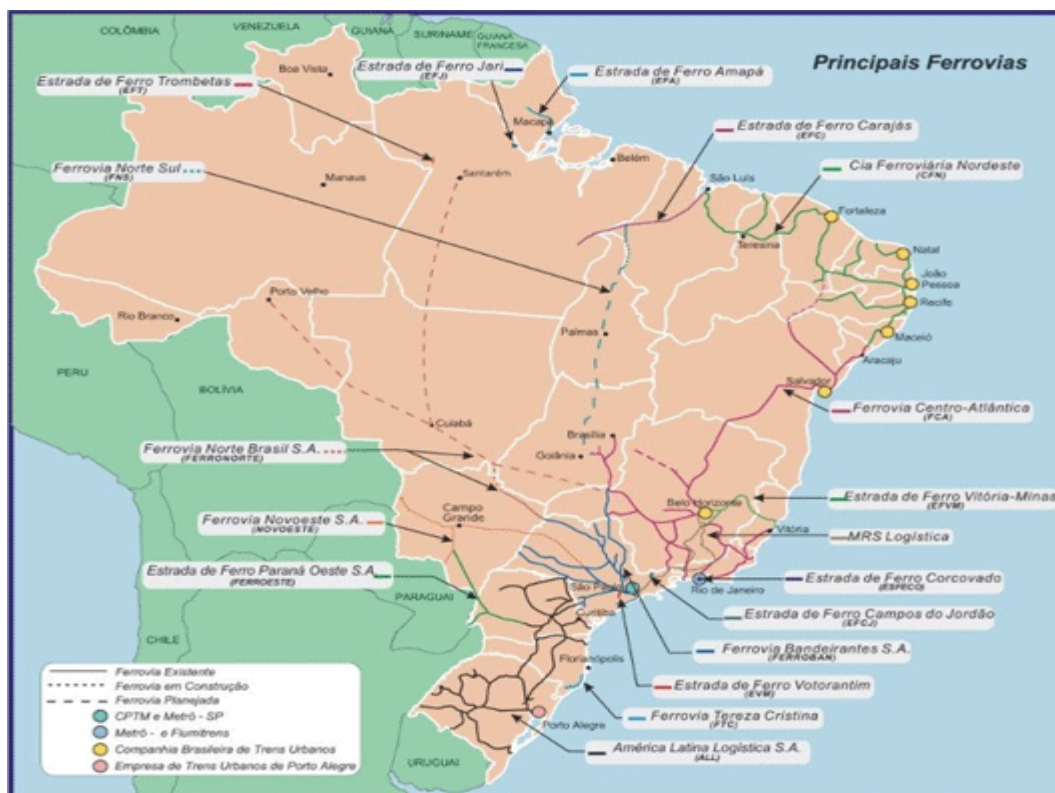 COLÔMBIA
VENEZUELA
GUIANA
SURINAME
GUIANA
FRANCESA
Principais Ferrovias
Boa Vista
Estrada de Ferro Jari
(EFJ)
Estrada de Ferro Amapá
(EFA)
Estrada de Ferro Trombetas
(EFT)
Macapá
Estrada de Ferro Carajás
(EFC)
Belém
Ferrovia Norte Sul
(FNS)
Manaus
Santarém
São Luís
Cia Ferroviária Nordeste
(CFN)
Fortaleza
Teresina
Natal
João
Pessoa
Porto Velho
Recife
Rio Branco
Palmas
Maceió
Aracaju
PERU
BOLÍVIA
Salvador
Ferrovia Centro-Atlântica
(FCA)
Cuiabá
Brasília
Ferrovia Norte Brasil S.A.
(FERRONORTE)
Goiânia
Belo Horizonte
Estrada de Ferro Vitória-Minas
(EFVM)
Campo
Grande
Ferrovia Novoeste S.A.
(NOVOESTE)
Vitória
MRS Logística
Estrada de Ferro Paraná Oeste S.A
(FERROESTE)
São Paulo
Rio de Janeiro
Estrada de Ferro Corcovado
(ESFECO)
PARAGUAI
Curitiba
Estrada de Ferro Campos do Jordão
(EFCJ)
CHILE
Ferrovia Bandeirantes S.A.
(FERROBAN)
Florianópolis
Estrada de Ferro Votorantim
(EVM)
Ferrovia Tereza Cristina
(FTC)
Porto Alegre
América Latina Logística S.A.
(ALL)
URUGUAI
Ferrovia Existente
Ferrovia em Construção
Ferrovia Planejada
CPTM e Metrô - SP
Metrô - e Flumitrens
Companhia Brasileira de Trens Urbanos
Empresa de Trens Urbanos de Porto Alegre